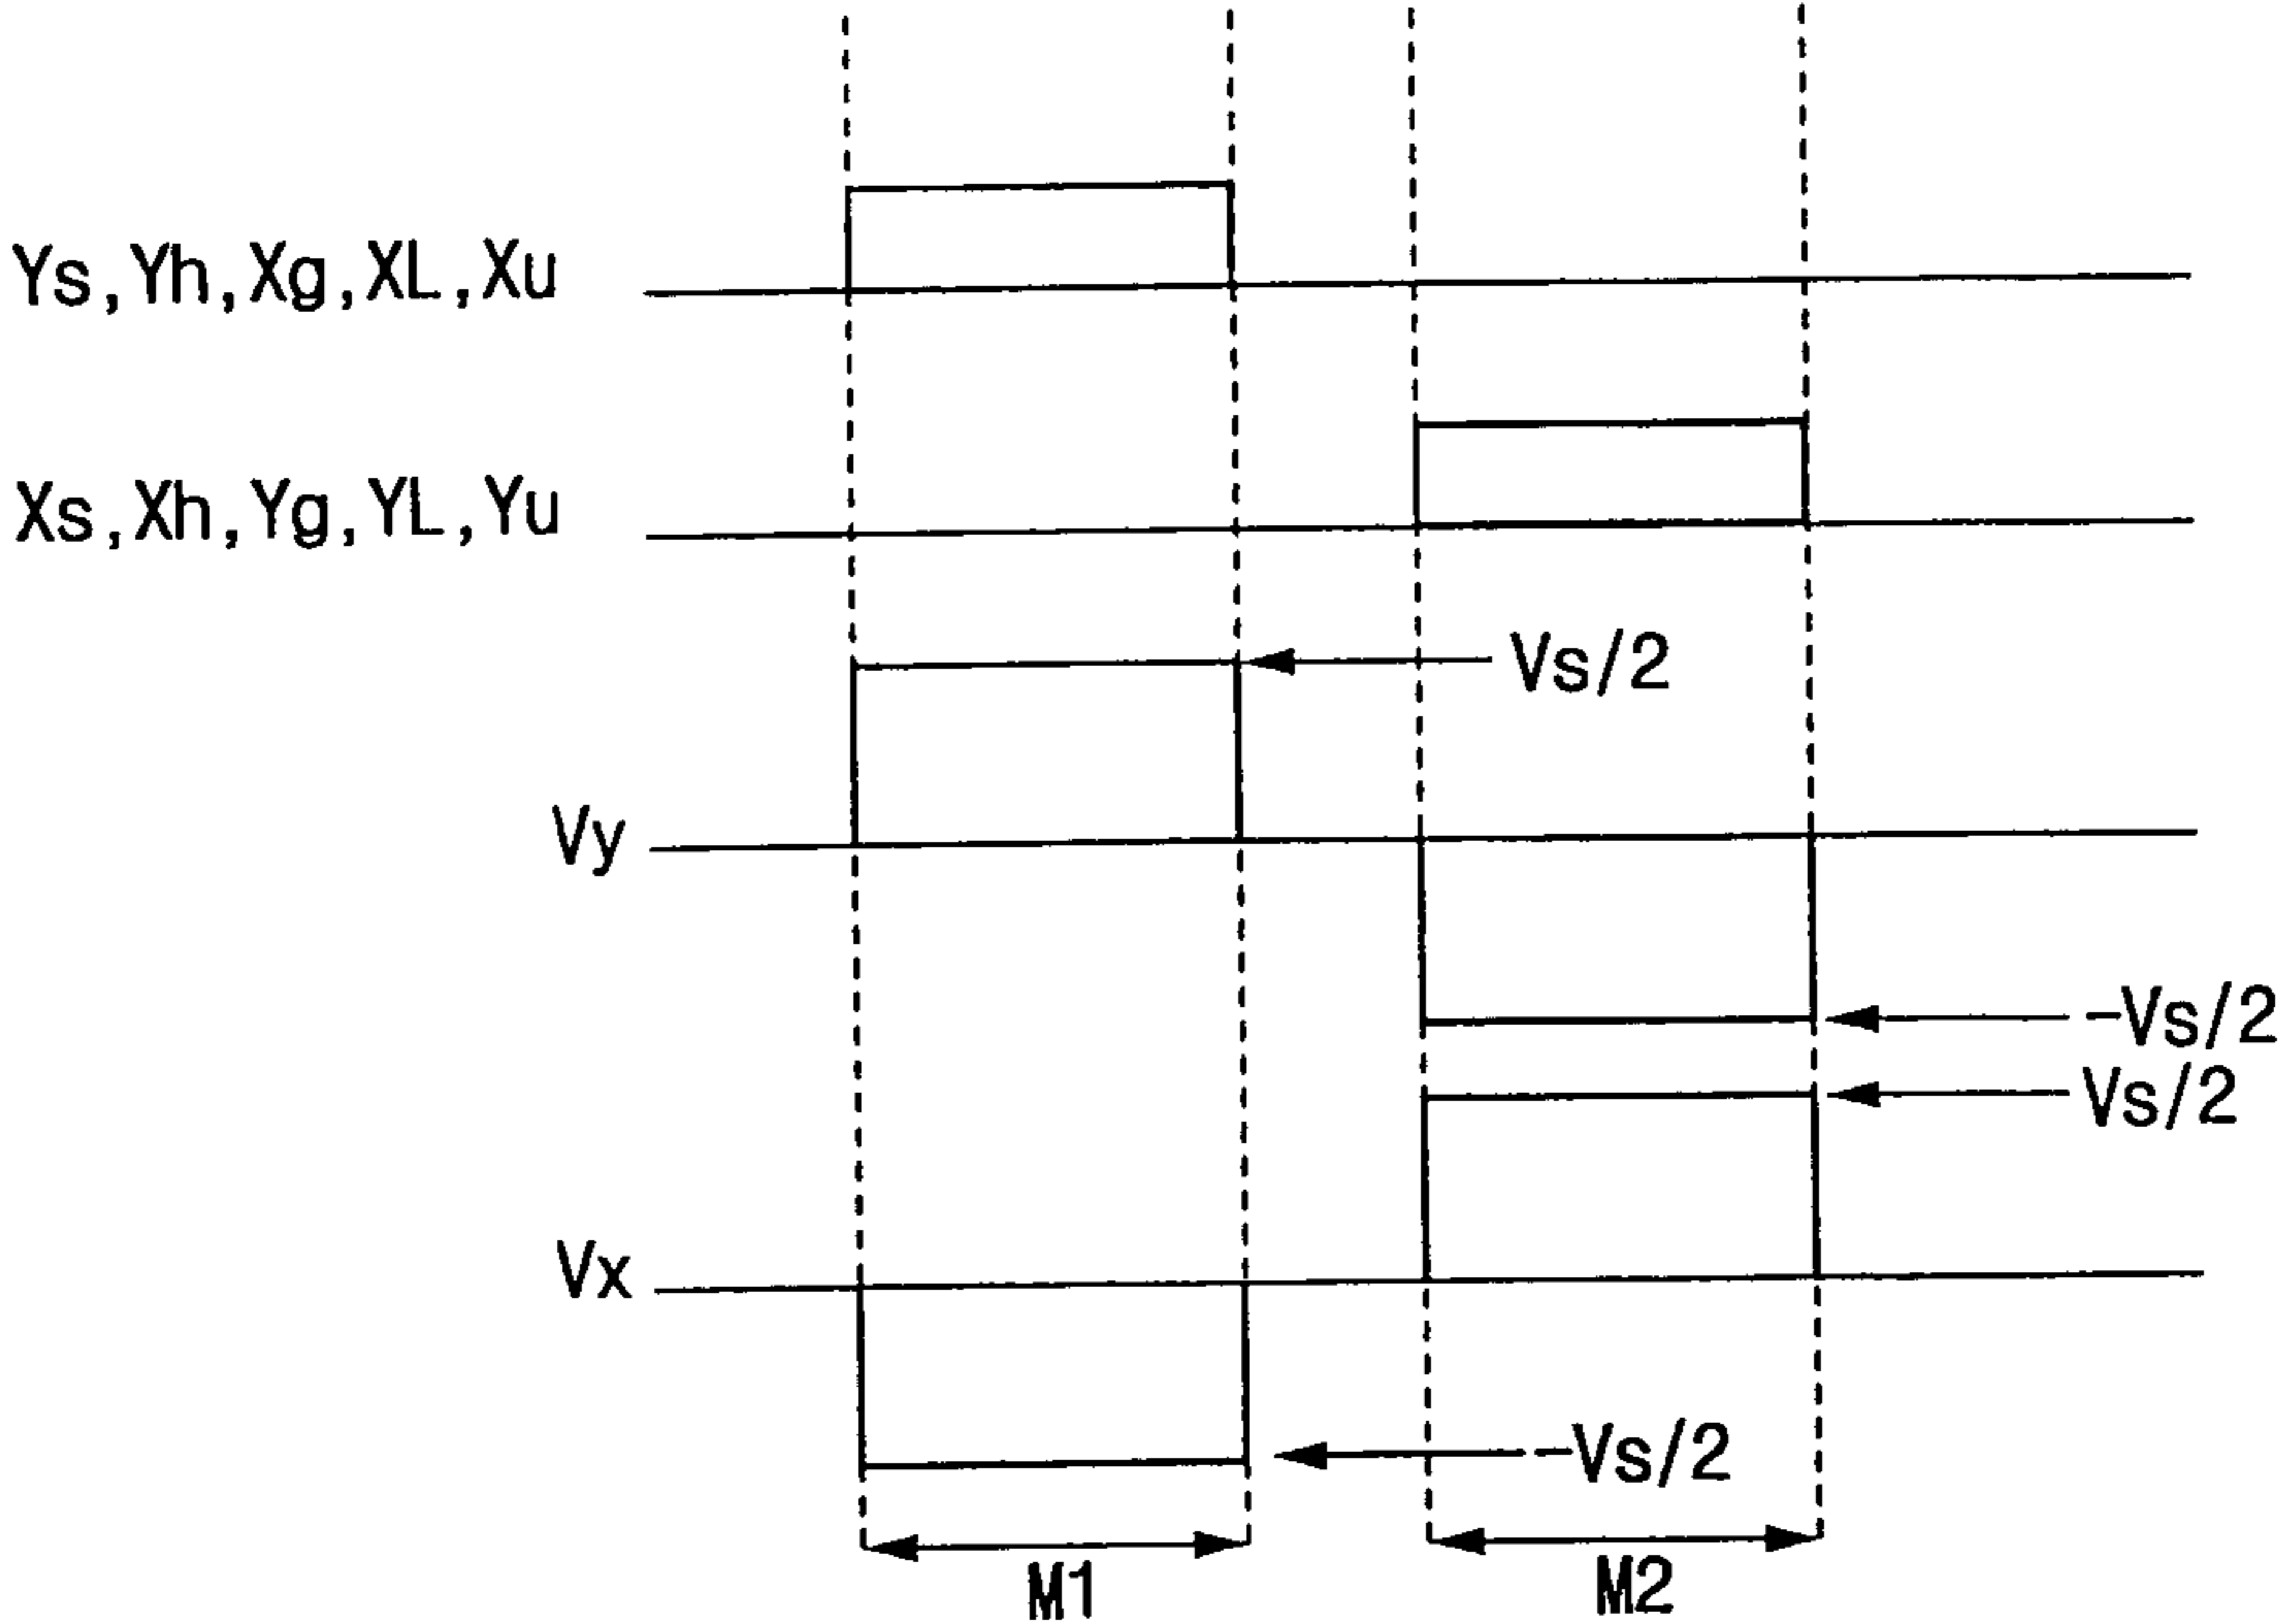 Ys,Yh,Xg,XL,Xu
Xs,Xh,Yg,YL,Yu
Vs/2
Vy
-Vs/2
Vs/2
Vx
-Vs/2
M1
M2